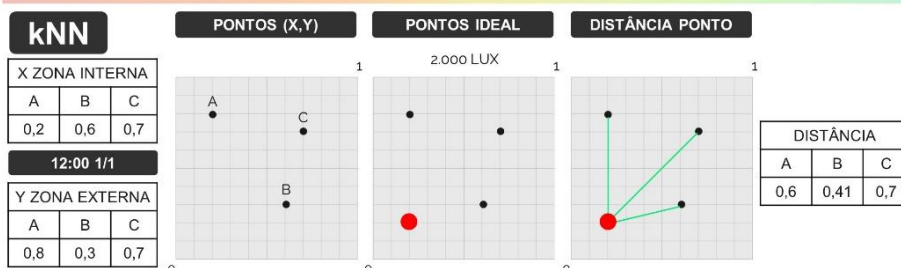 kNN
X ZONA INTERNA
A B C
0,2 0,6 0,7
12:00 1/1
Y ZONA EXTERNA
A B C
0,8 0,3 0,7
PONTOS (X,Y)
1
A
C
B
0
PONTOS IDEAL
2.000 LUX
1
0
DISTÂNCIA PONTO
1
0
DISTÂNCIA
A B C
0,6 0,41 0,7